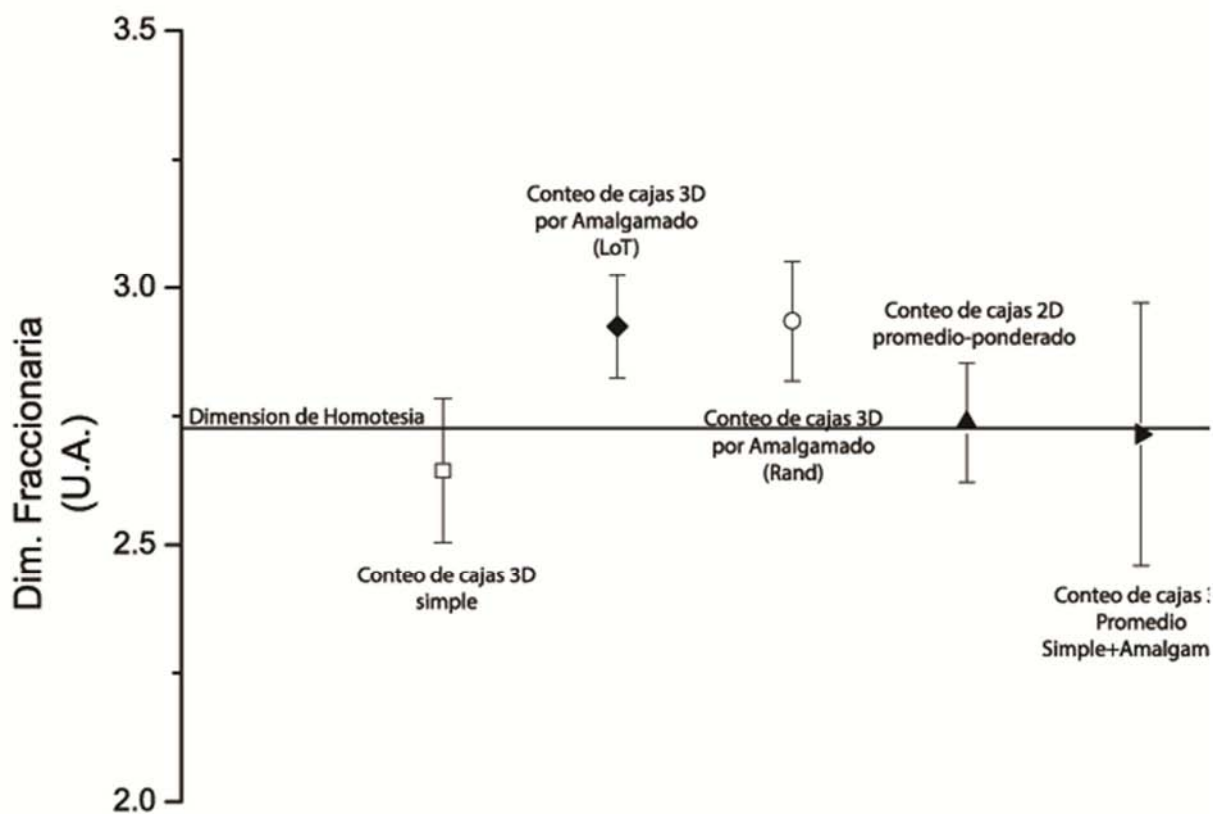 3.5
3.0
2.5
2.0
Dim. Fraccionaria
(U.A.)
Conteo de cajas 3D
por Amalgamado
(LoT)
Conteo de cajas 2D
promedio-ponderado
Dimension de Homotesia
Conteo de cajas 3D
por Amalgamado
(Rand)
Conteo de cajas 3D
simple
Conteo de cajas
Promedio
Simple+Amalgam